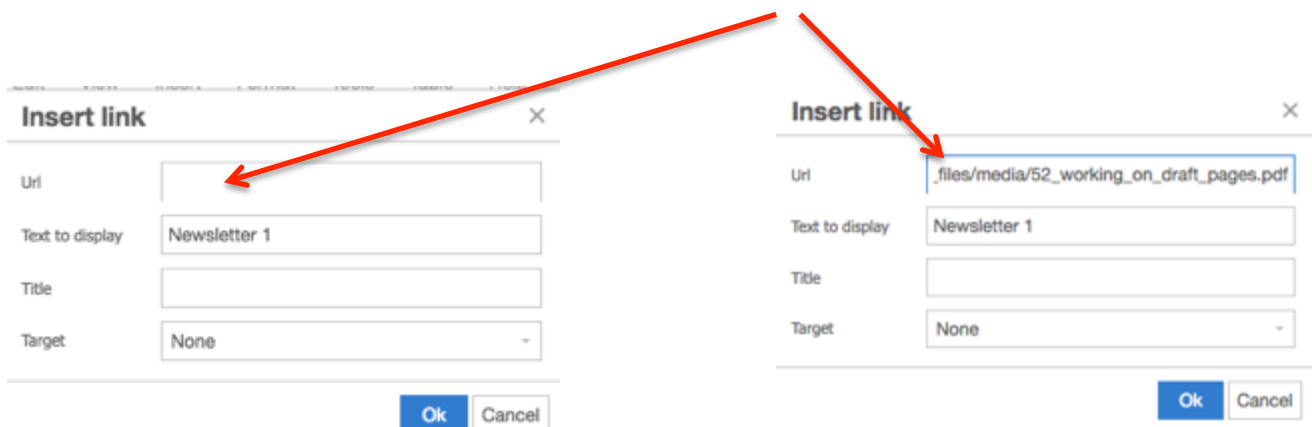 Insert link
Url
Text to display Newsletter 1
Title
Target None
Ok Cancel
Insert link
Url _files/media/52_working_on_draft_pages.pdf
Text to display Newsletter 1
Title
Target None
Ok Cancel